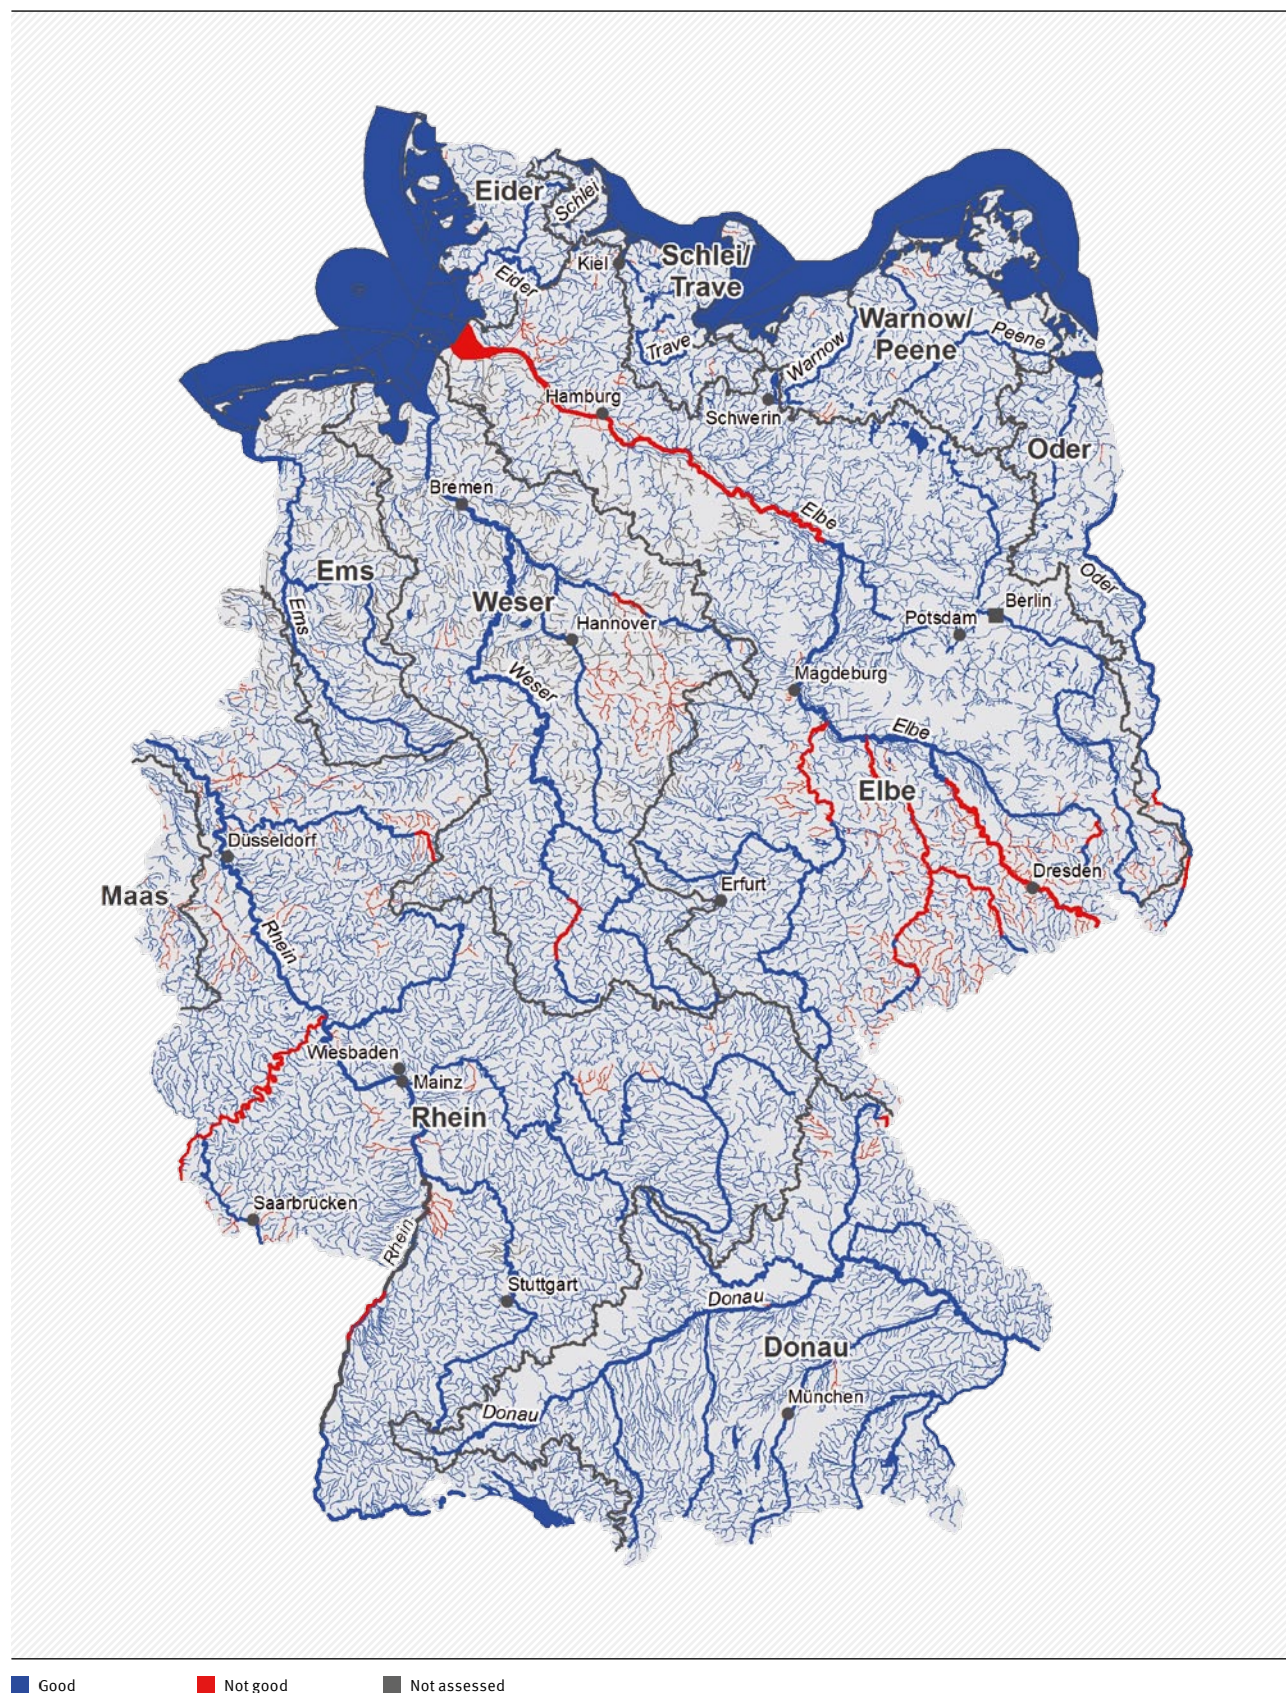 Eider
Schlei
Kiel
Schlei/
Trave
Eider
Warnow/
Peene
Peene
Trave
Warnow
Hamburg
Schwerin
Oder
Bremen
Elbe
Ems
Oder
Weser
Berlin
Ems
Hannover
Potsdam
Weser
Magdeburg
Elbe
Elbe
Düsseldorf
Dresden
Maas
Erfurt
Rhein
Wiesbaden
Mainz
Rhein
Saarbrücken
Rhein
Stuttgart
Donau
Donau
München
Donau
Good
Not good
Not assessed